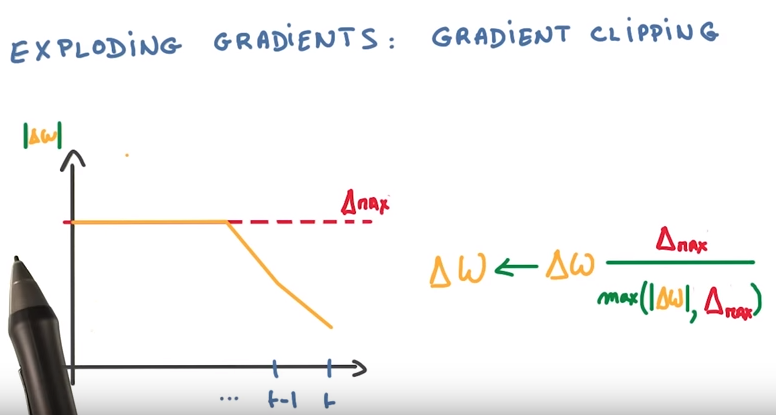 EXPLODING GRADIENTS: GRADIENT CLIPPING
|ΔW|
Δmax
ΔW ← ΔW Δmax / max(|ΔW|, Δmax)
... t-1 t